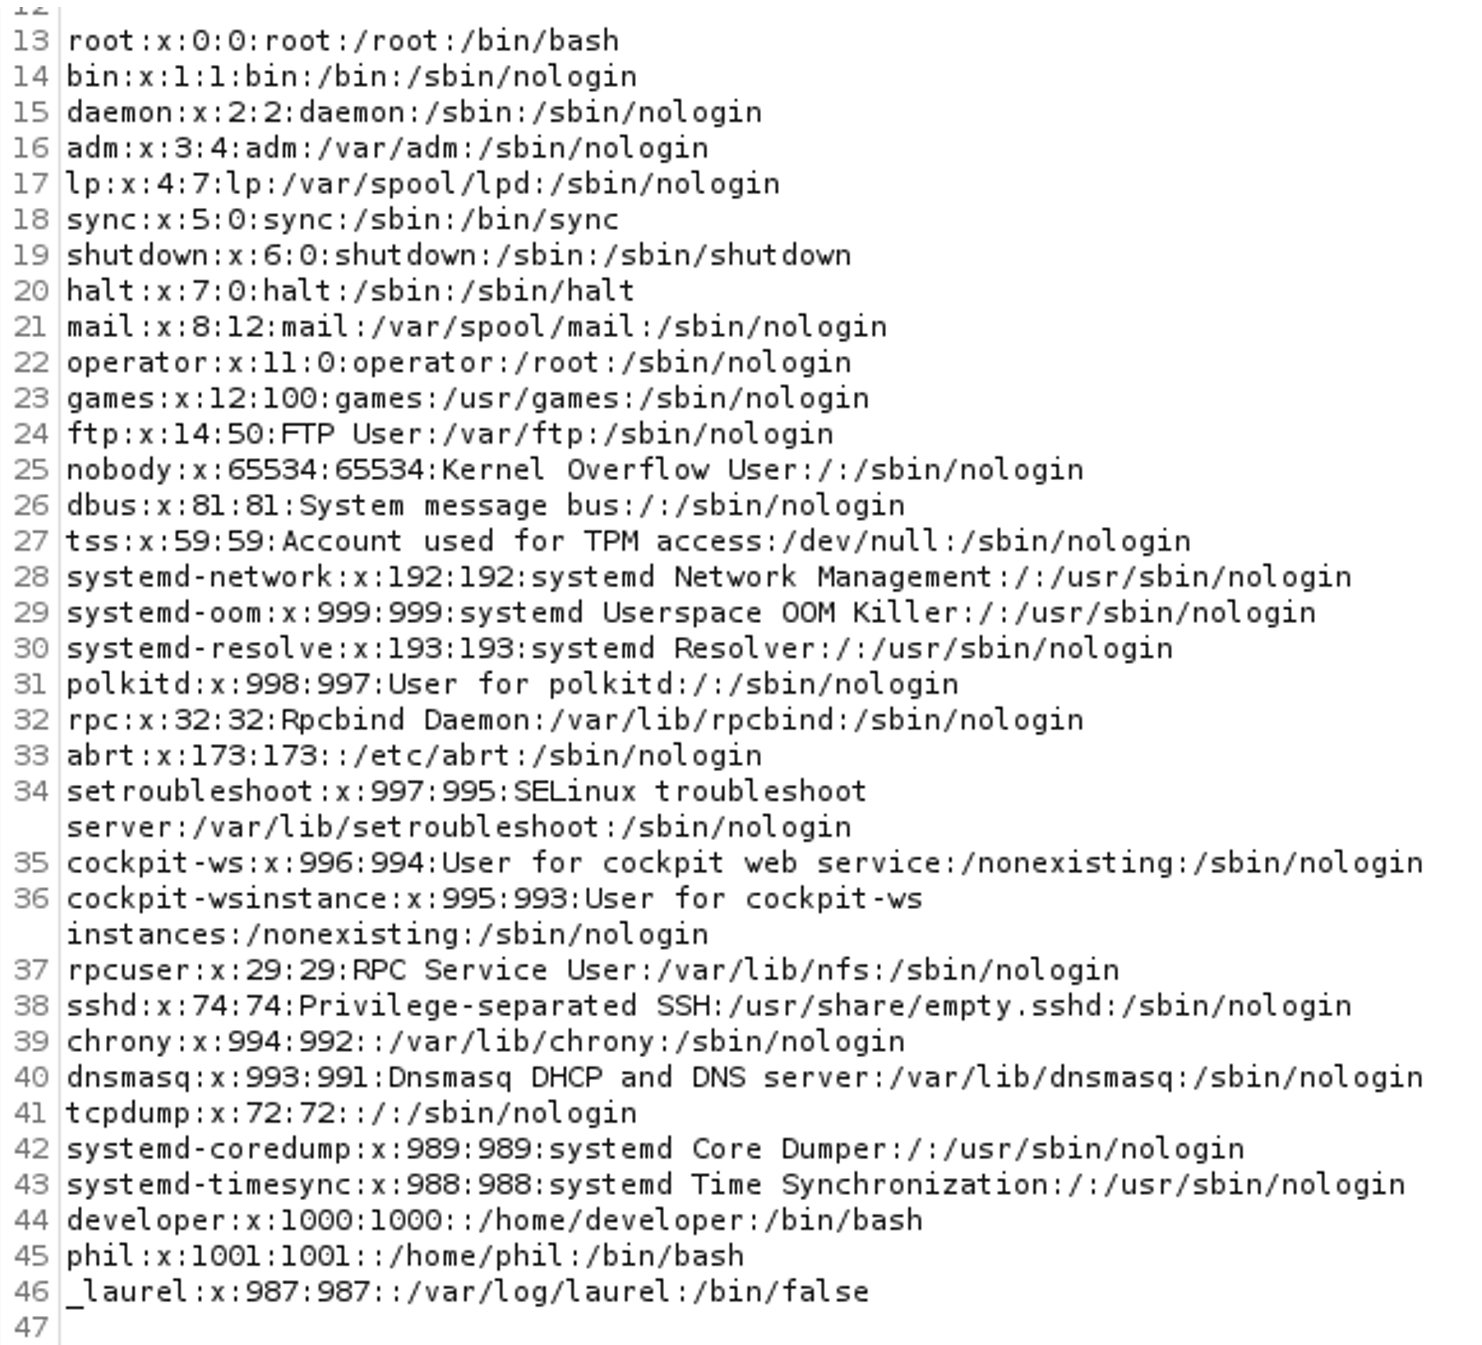 12
13 root:x:0:0:root:/root:/bin/bash
14 bin:x:1:1:bin:/bin:/sbin/nologin
15 daemon:x:2:2:daemon:/sbin:/sbin/nologin
16 adm:x:3:4:adm:/var/adm:/sbin/nologin
17 lp:x:4:7:lp:/var/spool/lpd:/sbin/nologin
18 sync:x:5:0:sync:/sbin:/bin/sync
19 shutdown:x:6:0:shutdown:/sbin:/sbin/shutdown
20 halt:x:7:0:halt:/sbin:/sbin/halt
21 mail:x:8:12:mail:/var/spool/mail:/sbin/nologin
22 operator:x:11:0:operator:/root:/sbin/nologin
23 games:x:12:100:games:/usr/games:/sbin/nologin
24 ftp:x:14:50:FTP User:/var/ftp:/sbin/nologin
25 nobody:x:65534:65534:Kernel Overflow User:/:/sbin/nologin
26 dbus:x:81:81:System message bus:/:/sbin/nologin
27 tss:x:59:59:Account used for TPM access:/dev/null:/sbin/nologin
28 systemd-network:x:192:192:systemd Network Management:/:/usr/sbin/nologin
29 systemd-oom:x:999:999:systemd Userspace OOM Killer:/:/usr/sbin/nologin
30 systemd-resolve:x:193:193:systemd Resolver:/:/usr/sbin/nologin
31 polkitd:x:998:997:User for polkitd:/:/sbin/nologin
32 rpc:x:32:32:Rpcbind Daemon:/var/lib/rpcbind:/sbin/nologin
33 abrt:x:173:173::/etc/abrt:/sbin/nologin
34 setroubleshoot:x:997:995:SELinux troubleshoot
server:/var/lib/setroubleshoot:/sbin/nologin
35 cockpit-ws:x:996:994:User for cockpit web service:/nonexisting:/sbin/nologin
36 cockpit-wsinstance:x:995:993:User for cockpit-ws
instances:/nonexisting:/sbin/nologin
37 rpcuser:x:29:29:RPC Service User:/var/lib/nfs:/sbin/nologin
38 sshd:x:74:74:Privilege-separated SSH:/usr/share/empty.sshd:/sbin/nologin
39 chrony:x:994:992::/var/lib/chrony:/sbin/nologin
40 dnsmasq:x:993:991:Dnsmasq DHCP and DNS server:/var/lib/dnsmasq:/sbin/nologin
41 tcpdump:x:72:72::/:/sbin/nologin
42 systemd-coredump:x:989:989:systemd Core Dumper:/:/usr/sbin/nologin
43 systemd-timesync:x:988:988:systemd Time Synchronization:/:/usr/sbin/nologin
44 developer:x:1000:1000::/home/developer:/bin/bash
45 phil:x:1001:1001::/home/phil:/bin/bash
46 _laurel:x:987:987::/var/log/laurel:/bin/false
47